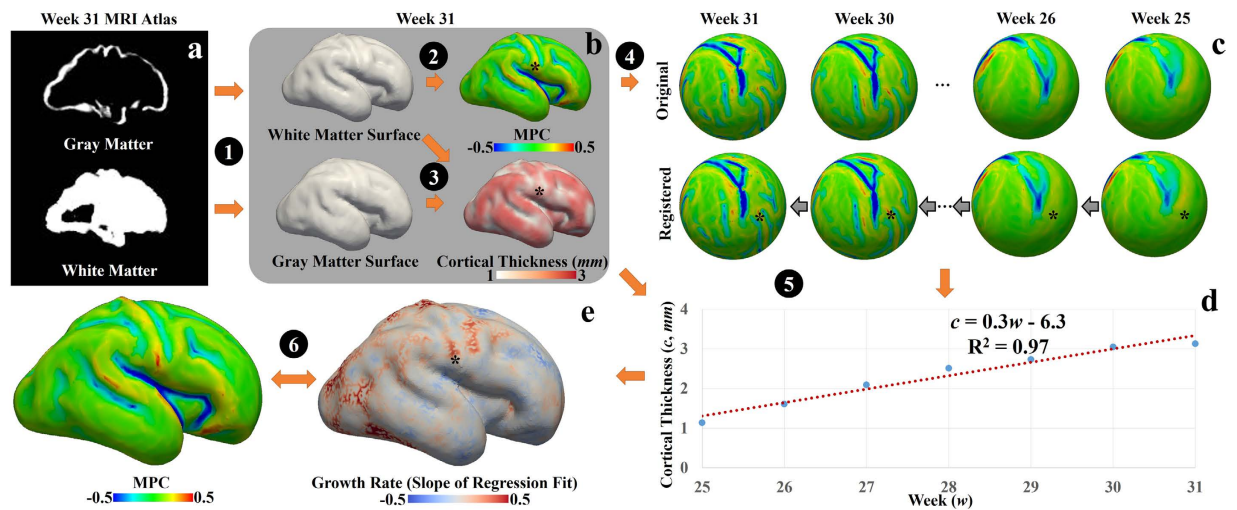 Week 31 MRI Atlas
a
Gray Matter
White Matter
1
Week 31
b
2
White Matter Surface
MPC
-0.5 0.5
3
Gray Matter Surface
Cortical Thickness (mm)
1 3
4
Week 31 Week 30 Week 26 Week 25
c
Original
...
Registered
* * ... * *
5
d
Cortical Thickness (c, mm)
4
3
2
1
0
c = 0.3w - 6.3
R² = 0.97
25 26 27 28 29 30 31
Week (w)
e
6
*
MPC
-0.5 0.5
Growth Rate (Slope of Regression Fit)
-0.5 0.5